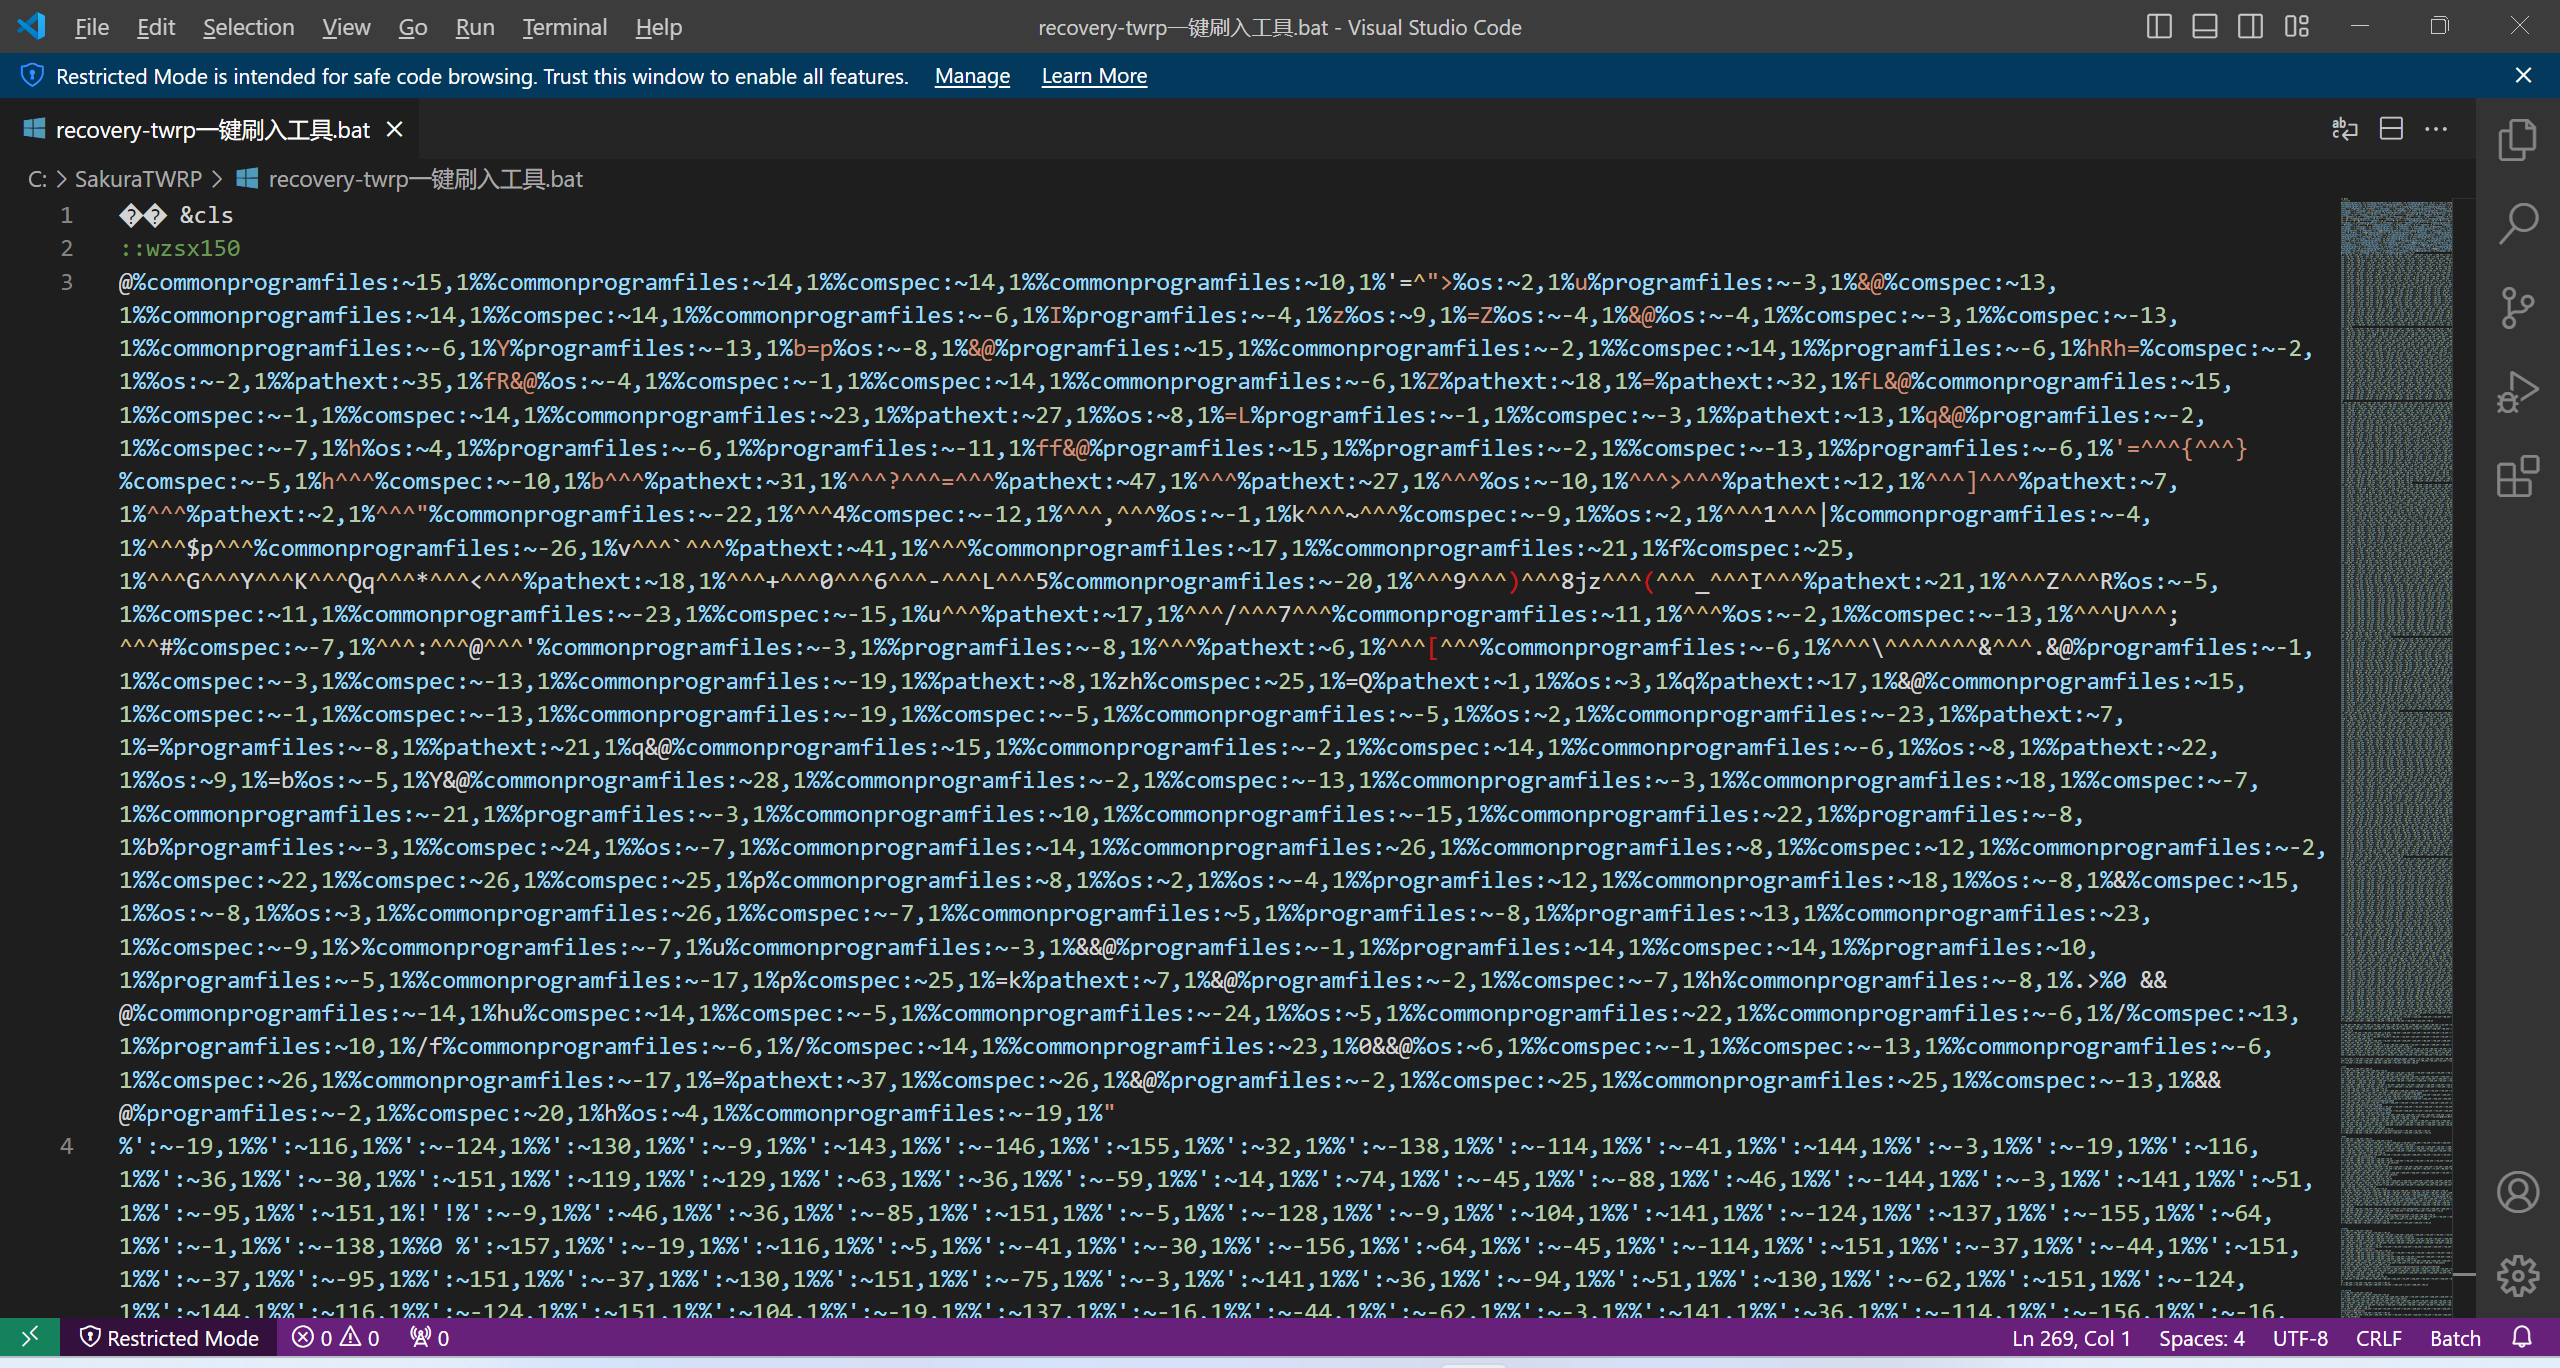 File Edit Selection View Go Run Terminal Help recovery-twrp一键刷入工具.bat - Visual Studio Code
Restricted Mode is intended for safe code browsing. Trust this window to enable all features. Manage Learn More
recovery-twrp一键刷入工具.bat
C: > SakuraTWRP > recovery-twrp一键刷入工具.bat
1 �� &cls
2 ::wzsx150
3 @%commonprogramfiles:~15,1%%commonprogramfiles:~14,1%%comspec:~14,1%%commonprogramfiles:~10,1%'=^">%os:~2,1%u%programfiles:~-3,1%&@%comspec:~13,
1%%commonprogramfiles:~14,1%%comspec:~14,1%%commonprogramfiles:~-6,1%I%programfiles:~-4,1%z%os:~9,1%=Z%os:~-4,1%&@%os:~-4,1%%comspec:~-3,1%%comspec:~-13,
1%%commonprogramfiles:~-6,1%Y%programfiles:~-13,1%b=p%os:~-8,1%&@%programfiles:~15,1%%commonprogramfiles:~-2,1%%comspec:~14,1%%programfiles:~-6,1%hRh=%comspec:~-2,
1%%os:~-2,1%%pathext:~35,1%fR&@%os:~-4,1%%comspec:~-1,1%%comspec:~14,1%%commonprogramfiles:~-6,1%Z%pathext:~18,1%=%pathext:~32,1%fL&@%commonprogramfiles:~15,
1%%comspec:~-1,1%%comspec:~14,1%%commonprogramfiles:~23,1%%pathext:~27,1%%os:~8,1%=L%programfiles:~-1,1%%comspec:~-3,1%%pathext:~13,1%q&@%programfiles:~-2,
1%%comspec:~-7,1%h%os:~4,1%%programfiles:~-6,1%%programfiles:~-11,1%ff&@%programfiles:~15,1%%programfiles:~-2,1%%comspec:~-13,1%%programfiles:~-6,1%'=^^^{^^^}
%comspec:~-5,1%h^^^%comspec:~-10,1%b^^^%pathext:~31,1%^^^?^^^=^^^%pathext:~47,1%^^^%pathext:~27,1%^^^%os:~-10,1%^^^>^^^%pathext:~12,1%^^^]^^^%pathext:~7,
1%^^^%pathext:~2,1%^^^"%commonprogramfiles:~-22,1%^^^4%comspec:~-12,1%^^^,^^^%os:~-1,1%k^^^~^^^%comspec:~-9,1%%os:~2,1%^^^1^^^|%commonprogramfiles:~-4,
1%^^^$p^^^%commonprogramfiles:~-26,1%v^^^`^^^%pathext:~41,1%^^^%commonprogramfiles:~17,1%%commonprogramfiles:~21,1%f%comspec:~25,
1%^^^G^^^Y^^^K^^^Qq^^^*^^^<^^^%pathext:~18,1%^^^+^^^0^^^6^^^-^^^L^^^5%commonprogramfiles:~-20,1%^^^9^^^)^^^8jz^^^(^^^_^^^I^^^%pathext:~21,1%^^^Z^^^R%os:~-5,
1%%comspec:~11,1%%commonprogramfiles:~-23,1%%comspec:~-15,1%u^^^%pathext:~17,1%^^^/^^^7^^^%commonprogramfiles:~11,1%^^^%os:~-2,1%%comspec:~-13,1%^^^U^^^;
^^^#%comspec:~-7,1%^^^:^^^@^^^'%commonprogramfiles:~-3,1%%programfiles:~-8,1%^^^%pathext:~6,1%^^^[^^^%commonprogramfiles:~-6,1%^^^\^^^^^^^&^^^.&@%programfiles:~-1,
1%%comspec:~-3,1%%comspec:~-13,1%%commonprogramfiles:~-19,1%%pathext:~8,1%zh%comspec:~25,1%=Q%pathext:~1,1%%os:~3,1%q%pathext:~17,1%&@%commonprogramfiles:~15,
1%%comspec:~-1,1%%comspec:~-13,1%%commonprogramfiles:~-19,1%%comspec:~-5,1%%commonprogramfiles:~-5,1%%os:~2,1%%commonprogramfiles:~-23,1%%pathext:~7,
1%=%programfiles:~-8,1%%pathext:~21,1%q&@%commonprogramfiles:~15,1%%commonprogramfiles:~-2,1%%comspec:~14,1%%commonprogramfiles:~-6,1%%os:~8,1%%pathext:~22,
1%%os:~9,1%=b%os:~-5,1%Y&@%commonprogramfiles:~28,1%%commonprogramfiles:~-2,1%%comspec:~-13,1%%commonprogramfiles:~-3,1%%commonprogramfiles:~18,1%%comspec:~-7,
1%%commonprogramfiles:~-21,1%%programfiles:~-3,1%%commonprogramfiles:~10,1%%commonprogramfiles:~-15,1%%commonprogramfiles:~22,1%%programfiles:~-8,
1%b%programfiles:~-3,1%%comspec:~24,1%%os:~-7,1%%commonprogramfiles:~14,1%%commonprogramfiles:~26,1%%commonprogramfiles:~8,1%%comspec:~12,1%%commonprogramfiles:~-2,
1%%comspec:~22,1%%comspec:~26,1%%comspec:~25,1%p%commonprogramfiles:~8,1%%os:~2,1%%os:~-4,1%%programfiles:~12,1%%commonprogramfiles:~18,1%%os:~-8,1%&%comspec:~15,
1%%os:~-8,1%%os:~3,1%%commonprogramfiles:~26,1%%comspec:~-7,1%%commonprogramfiles:~5,1%%programfiles:~-8,1%%programfiles:~13,1%%commonprogramfiles:~23,
1%%comspec:~-9,1%>%commonprogramfiles:~-7,1%u%commonprogramfiles:~-3,1%&&@%programfiles:~-1,1%%programfiles:~14,1%%comspec:~14,1%%programfiles:~10,
1%%programfiles:~-5,1%%commonprogramfiles:~-17,1%p%comspec:~25,1%=k%pathext:~7,1%&@%programfiles:~-2,1%%comspec:~-7,1%h%commonprogramfiles:~-8,1%.>%0 &&
@%commonprogramfiles:~-14,1%hu%comspec:~14,1%%comspec:~-5,1%%commonprogramfiles:~-24,1%%os:~5,1%%commonprogramfiles:~22,1%%commonprogramfiles:~-6,1%/%comspec:~13,
1%%programfiles:~10,1%/f%commonprogramfiles:~-6,1%/%comspec:~14,1%%commonprogramfiles:~23,1%0&&@%os:~6,1%%comspec:~-1,1%%comspec:~-13,1%%commonprogramfiles:~-6,
1%%comspec:~26,1%%commonprogramfiles:~-17,1%=%pathext:~37,1%%comspec:~26,1%&@%programfiles:~-2,1%%comspec:~25,1%%commonprogramfiles:~25,1%%comspec:~-13,1%&&
@%programfiles:~-2,1%%comspec:~20,1%h%os:~4,1%%commonprogramfiles:~-19,1%"
4 %':~-19,1%%':~116,1%%':~-124,1%%':~130,1%%':~-9,1%%':~143,1%%':~-146,1%%':~155,1%%':~32,1%%':~-138,1%%':~-114,1%%':~-41,1%%':~144,1%%':~-3,1%%':~-19,1%%':~116,
1%%':~36,1%%':~-30,1%%':~151,1%%':~119,1%%':~129,1%%':~63,1%%':~36,1%%':~-59,1%%':~14,1%%':~74,1%%':~-45,1%%':~-88,1%%':~46,1%%':~-144,1%%':~-3,1%%':~141,1%%':~51,
1%%':~-95,1%%':~151,1%!'!%':~-9,1%%':~46,1%%':~36,1%%':~-85,1%%':~151,1%%':~-5,1%%':~-128,1%%':~-9,1%%':~104,1%%':~141,1%%':~-124,1%%':~137,1%%':~-155,1%%':~64,
1%%':~-1,1%%':~-138,1%%0 %':~157,1%%':~-19,1%%':~116,1%%':~5,1%%':~-41,1%%':~-30,1%%':~-156,1%%':~64,1%%':~-45,1%%':~-114,1%%':~151,1%%':~-37,1%%':~-44,1%%':~151,
1%%':~-37,1%%':~-95,1%%':~151,1%%':~-37,1%%':~130,1%%':~151,1%%':~-75,1%%':~-3,1%%':~141,1%%':~36,1%%':~-94,1%%':~51,1%%':~130,1%%':~-62,1%%':~151,1%%':~-124,
1%%':~144,1%%':~116,1%%':~-124,1%%':~151,1%%':~104,1%%':~-19,1%%':~137,1%%':~-16,1%%':~-44,1%%':~-62,1%%':~-3,1%%':~141,1%%':~36,1%%':~-114,1%%':~-156,1%%':~-16,
Restricted Mode 0 0 0 Ln 269, Col 1 Spaces: 4 UTF-8 CRLF Batch